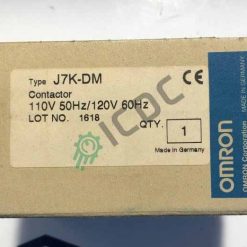 Type J7K-DM
Contactor
110V 50Hz/120V 60Hz
LOT NO. 1618
QTY.
1
Made in Germany
CE
ICDC
OMRON
OMRON Corporation
MADE IN GERMANY